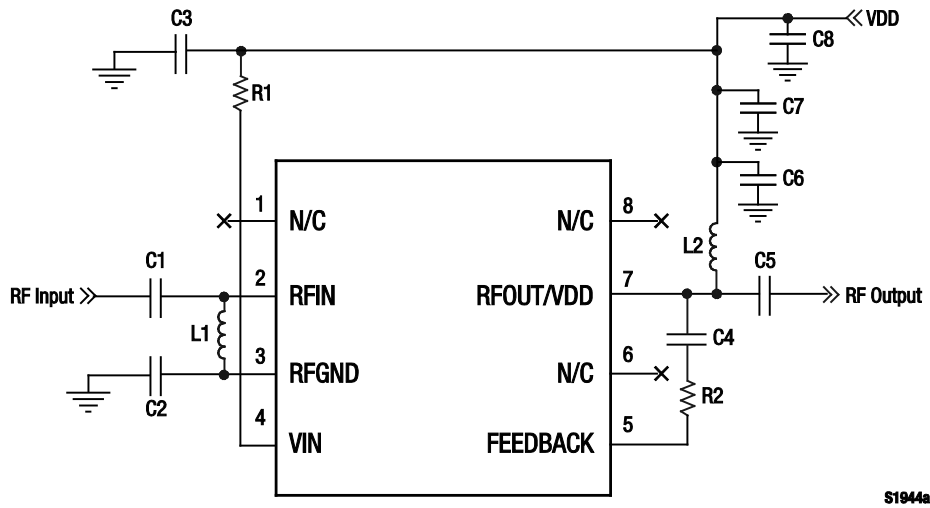 C3
VDD
C8
R1
C7
C6
1
N/C
N/C
8
L2
C1
2
7
C5
RF Input
RFIN
RFOUT/VDD
RF Output
L1
C4
3
6
RFGND
N/C
C2
R2
4
5
VIN
FEEDBACK
S1944a